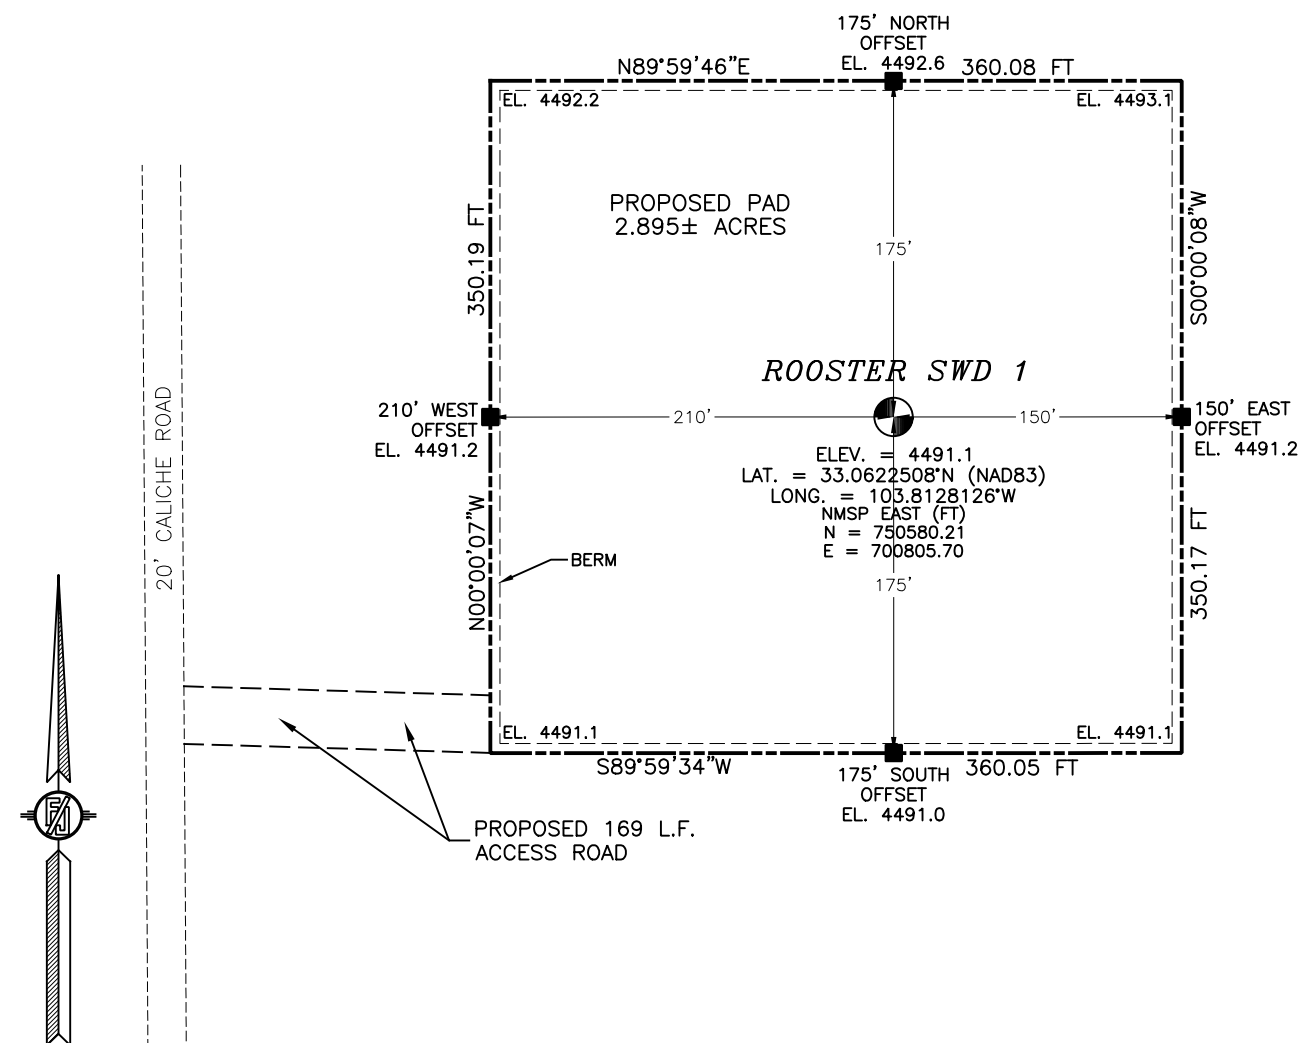 175' NORTH
OFFSET
EL. 4492.6
N89°59'46"E
360.08 FT
EL. 4492.2
EL. 4493.1
PROPOSED PAD
2.895± ACRES
350.19 FT
S00°00'08"W
175'
ROOSTER SWD 1
210' WEST
OFFSET
EL. 4491.2
210'
150'
150' EAST
OFFSET
EL. 4491.2
20' CALICHE ROAD
ELEV. = 4491.1
LAT. = 33.0622508°N (NAD83)
LONG. = 103.8128126°W
NMSP EAST (FT)
N = 750580.21
E = 700805.70
N00°00'07"W
BERM
175'
350.17 FT
EL. 4491.1
EL. 4491.1
S89°59'34"W
360.05 FT
175' SOUTH
OFFSET
EL. 4491.0
PROPOSED 169 L.F.
ACCESS ROAD